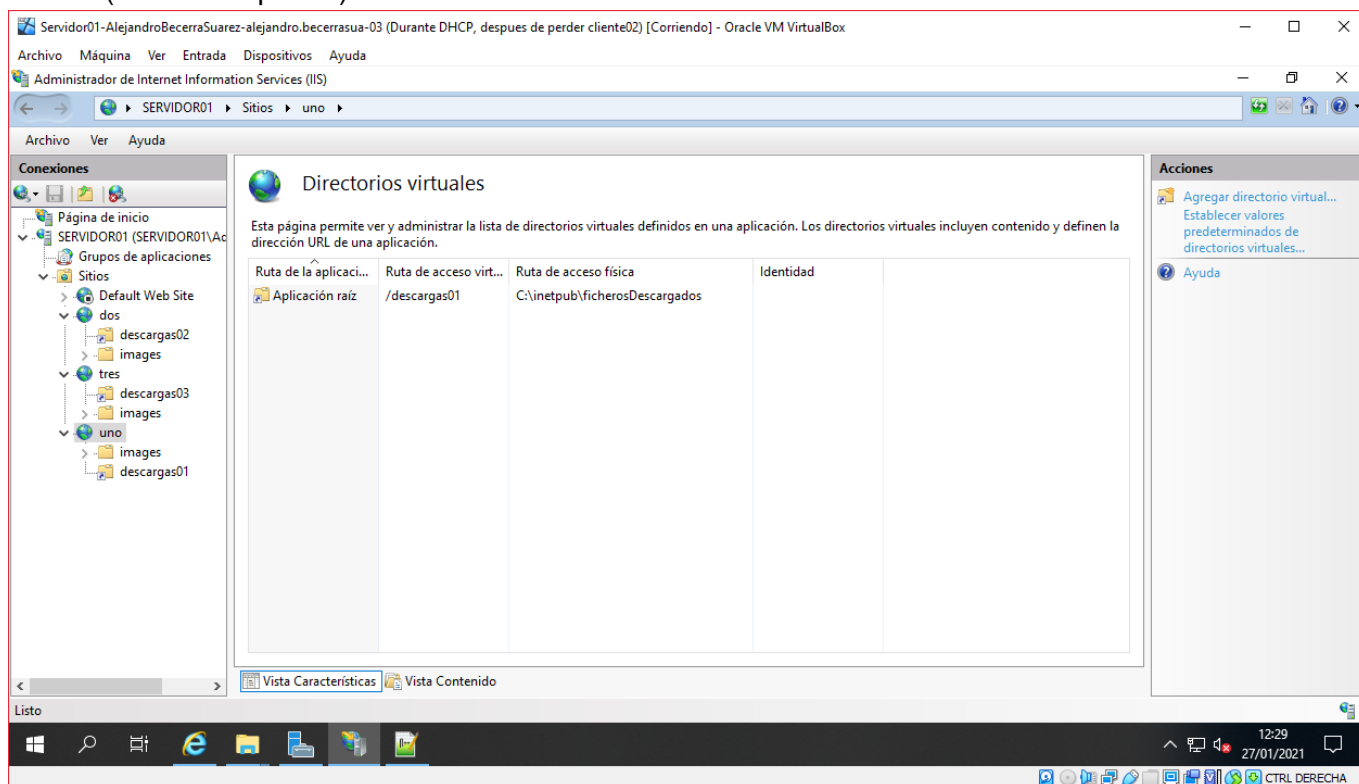 Servidor01-AlejandroBecerraSuarez-alejandro.becerrasua-03 (Durante DHCP, despues de perder cliente02) [Corriendo] - Oracle VM VirtualBox
Archivo Máquina Ver Entrada Dispositivos Ayuda
Administrador de Internet Information Services (IIS)
SERVIDOR01 Sitios uno
Archivo Ver Ayuda
Conexiones
Página de inicio
SERVIDOR01 (SERVIDOR01\Ac
Grupos de aplicaciones
Sitios
Default Web Site
dos
descargas02
images
tres
descargas03
images
uno
images
descargas01
Directorios virtuales
Esta página permite ver y administrar la lista de directorios virtuales definidos en una aplicación. Los directorios virtuales incluyen contenido y definen la
dirección URL de una aplicación.
Ruta de la aplicaci... Ruta de acceso virt... Ruta de acceso física Identidad
Aplicación raíz /descargas01 C:\inetpub\ficherosDescargados
Vista Características Vista Contenido
Acciones
Agregar directorio virtual...
Establecer valores
predeterminados de
directorios virtuales...
Ayuda
Listo
12:29
27/01/2021
CTRL DERECHA